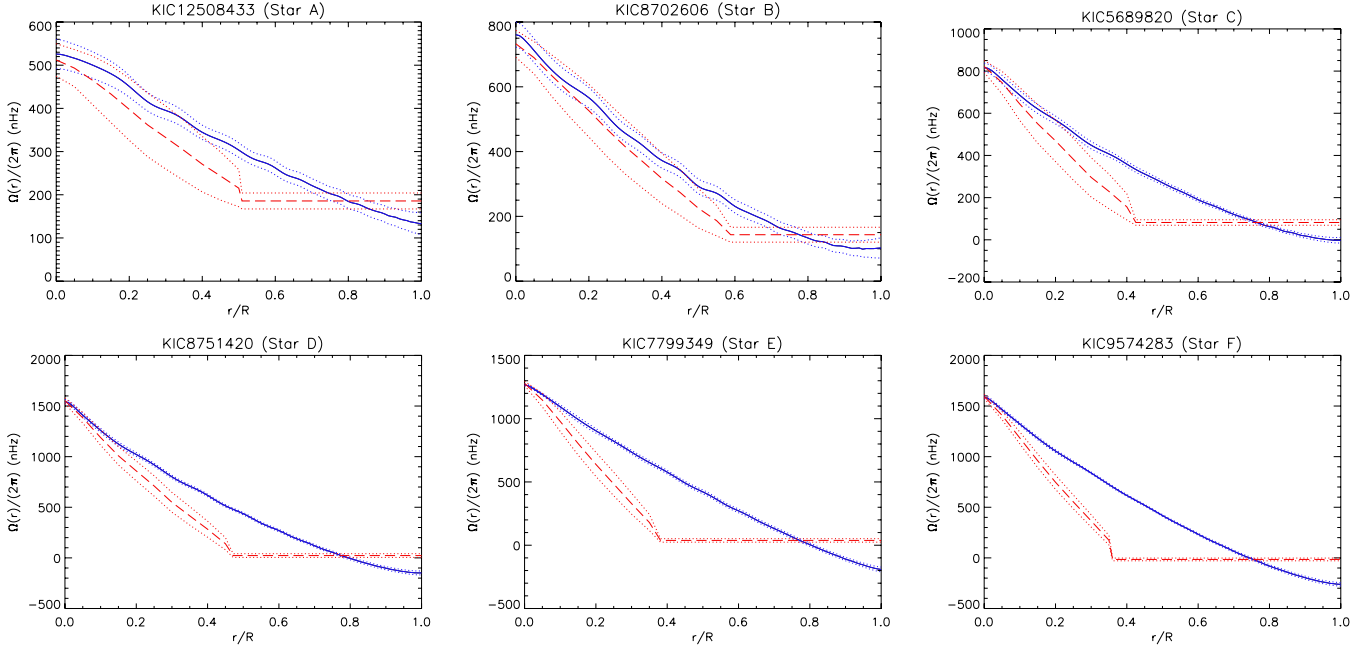 KIC12508433 (Star A)
600
500
400
300
200
100
0
Ω(r)/(2π) (nHz)
0.0 0.2 0.4 0.6 0.8 1.0
r/R
KIC8702606 (Star B)
800
600
400
200
0
Ω(r)/(2π) (nHz)
0.0 0.2 0.4 0.6 0.8 1.0
r/R
KIC5689820 (Star C)
1000
800
600
400
200
0
−200
Ω(r)/(2π) (nHz)
0.0 0.2 0.4 0.6 0.8 1.0
r/R
KIC8751420 (Star D)
2000
1500
1000
500
0
−500
Ω(r)/(2π) (nHz)
0.0 0.2 0.4 0.6 0.8 1.0
r/R
KIC7799349 (Star E)
1500
1000
500
0
−500
Ω(r)/(2π) (nHz)
0.0 0.2 0.4 0.6 0.8 1.0
r/R
KIC9574283 (Star F)
2000
1500
1000
500
0
−500
Ω(r)/(2π) (nHz)
0.0 0.2 0.4 0.6 0.8 1.0
r/R